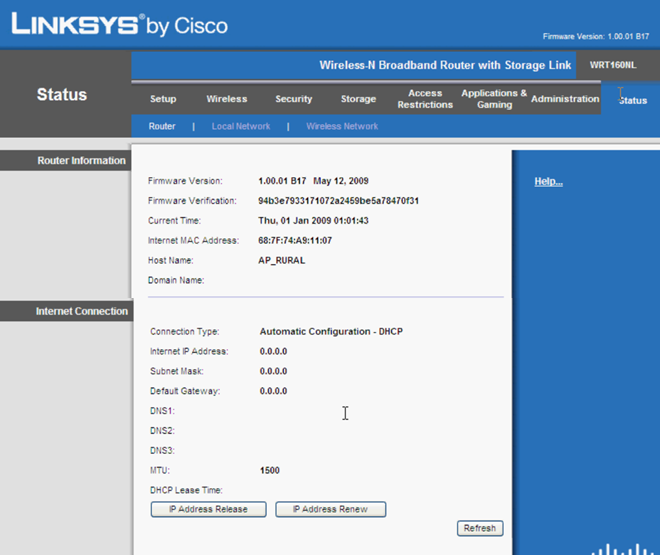 LINKSYS® by Cisco
Firmware Version: 1.00.01 B17
Wireless-N Broadband Router with Storage Link WRT160NL
Status
Setup Wireless Security Storage Access Restrictions Applications & Gaming Administration Status
Router | Local Network | Wireless Network
Router Information
Help...
Firmware Version: 1.00.01 B17 May 12, 2009
Firmware Verification: 94b3e7933171072a2459be5a78470f31
Current Time: Thu, 01 Jan 2009 01:01:43
Internet MAC Address: 68:7F:74:A9:11:07
Host Name: AP_RURAL
Domain Name:
Internet Connection
Connection Type: Automatic Configuration - DHCP
Internet IP Address: 0.0.0.0
Subnet Mask: 0.0.0.0
Default Gateway: 0.0.0.0
DNS1:
DNS2:
DNS3:
MTU: 1500
DHCP Lease Time:
IP Address Release IP Address Renew
Refresh